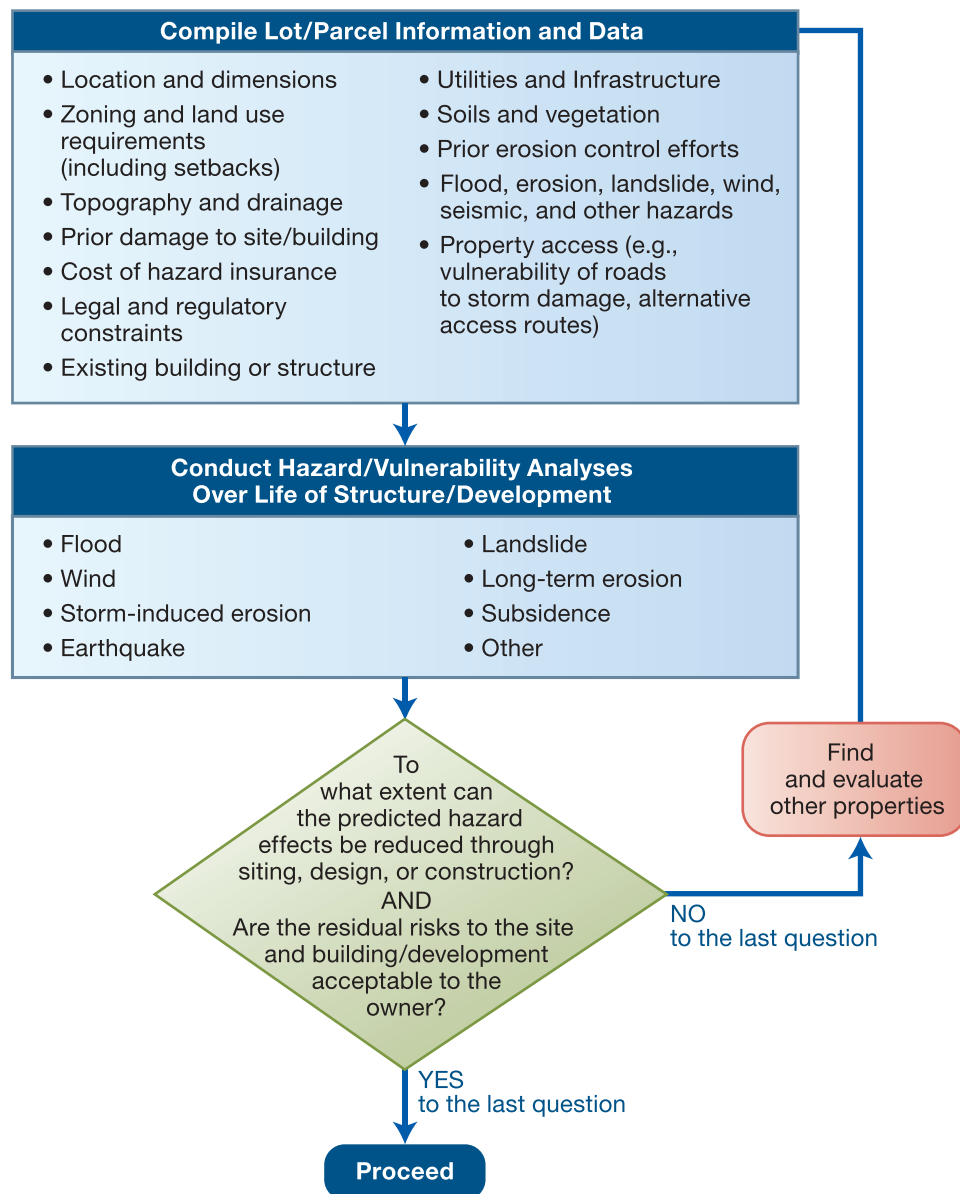 Compile Lot/Parcel Information and Data
• Location and dimensions
• Zoning and land use
requirements
(including setbacks)
• Topography and drainage
• Prior damage to site/building
• Cost of hazard insurance
• Legal and regulatory
constraints
• Existing building or structure
• Utilities and Infrastructure
• Soils and vegetation
• Prior erosion control efforts
• Flood, erosion, landslide, wind,
seismic, and other hazards
• Property access (e.g.,
vulnerability of roads
to storm damage, alternative
access routes)
Conduct Hazard/Vulnerability Analyses
Over Life of Structure/Development
• Flood
• Wind
• Storm-induced erosion
• Earthquake
• Landslide
• Long-term erosion
• Subsidence
• Other
To
what extent can
the predicted hazard
effects be reduced through
siting, design, or construction?
AND
Are the residual risks to the site
and building/development
acceptable to the
owner?
NO
to the last question
Find
and evaluate
other properties
YES
to the last question
Proceed